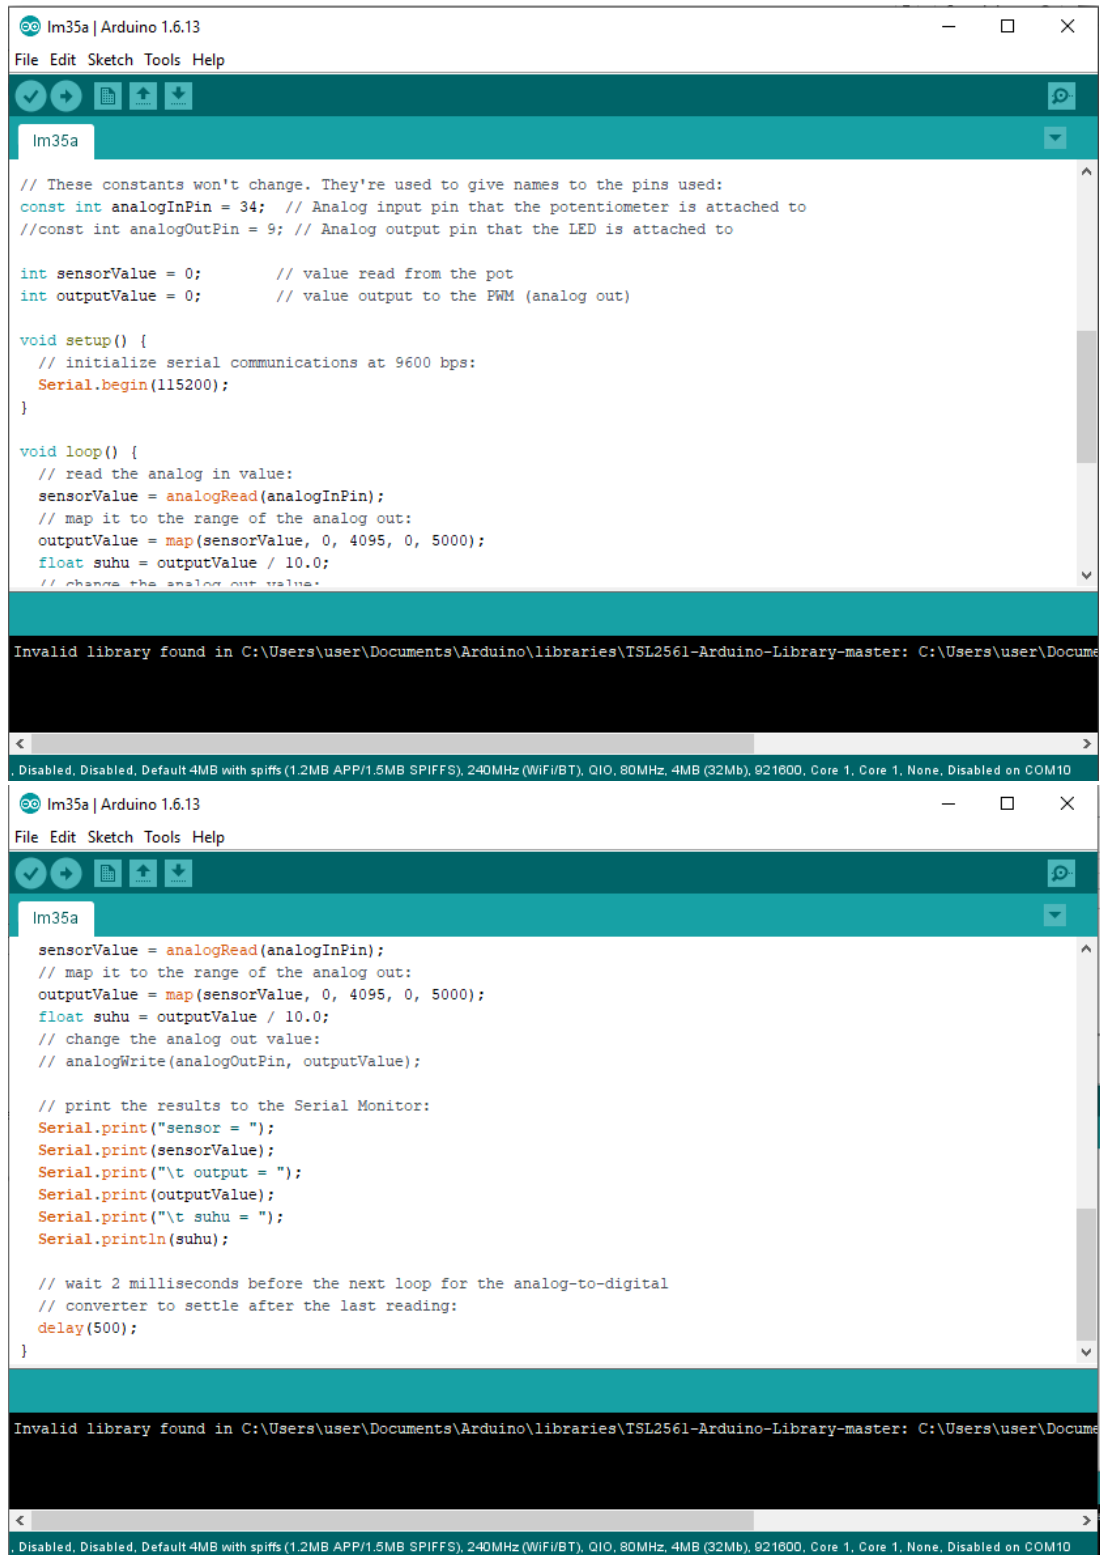 lm35a | Arduino 1.6.13
File Edit Sketch Tools Help
lm35a
// These constants won't change. They're used to give names to the pins used:
const int analogInPin = 34;  // Analog input pin that the potentiometer is attached to
//const int analogOutPin = 9; // Analog output pin that the LED is attached to
int sensorValue = 0;        // value read from the pot
int outputValue = 0;        // value output to the PWM (analog out)
void setup() {
  // initialize serial communications at 9600 bps:
  Serial.begin(115200);
}
void loop() {
  // read the analog in value:
  sensorValue = analogRead(analogInPin);
  // map it to the range of the analog out:
  outputValue = map(sensorValue, 0, 4095, 0, 5000);
  float suhu = outputValue / 10.0;
  // change the analog out value:
Invalid library found in C:\Users\user\Documents\Arduino\libraries\TSL2561-Arduino-Library-master: C:\Users\user\Docume
, Disabled, Disabled, Default 4MB with spiffs (1.2MB APP/1.5MB SPIFFS), 240MHz (WiFi/BT), QIO, 80MHz, 4MB (32Mb), 921600, Core 1, Core 1, None, Disabled on COM10
lm35a | Arduino 1.6.13
File Edit Sketch Tools Help
lm35a
  sensorValue = analogRead(analogInPin);
  // map it to the range of the analog out:
  outputValue = map(sensorValue, 0, 4095, 0, 5000);
  float suhu = outputValue / 10.0;
  // change the analog out value:
  // analogWrite(analogOutPin, outputValue);
  // print the results to the Serial Monitor:
  Serial.print("sensor = ");
  Serial.print(sensorValue);
  Serial.print("\t output = ");
  Serial.print(outputValue);
  Serial.print("\t suhu = ");
  Serial.println(suhu);
  // wait 2 milliseconds before the next loop for the analog-to-digital
  // converter to settle after the last reading:
  delay(500);
}
Invalid library found in C:\Users\user\Documents\Arduino\libraries\TSL2561-Arduino-Library-master: C:\Users\user\Docume
, Disabled, Disabled, Default 4MB with spiffs (1.2MB APP/1.5MB SPIFFS), 240MHz (WiFi/BT), QIO, 80MHz, 4MB (32Mb), 921600, Core 1, Core 1, None, Disabled on COM10